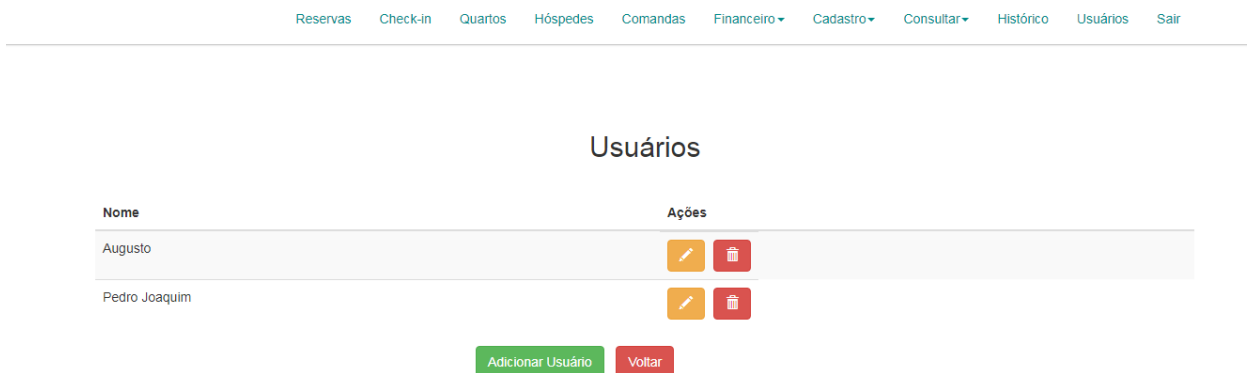 Reservas Check-in Quartos Hóspedes Comandas Financeiro Cadastro Consultar Histórico Usuários Sair
Usuários
Nome Ações
Augusto
Pedro Joaquim
Adicionar Usuário Voltar